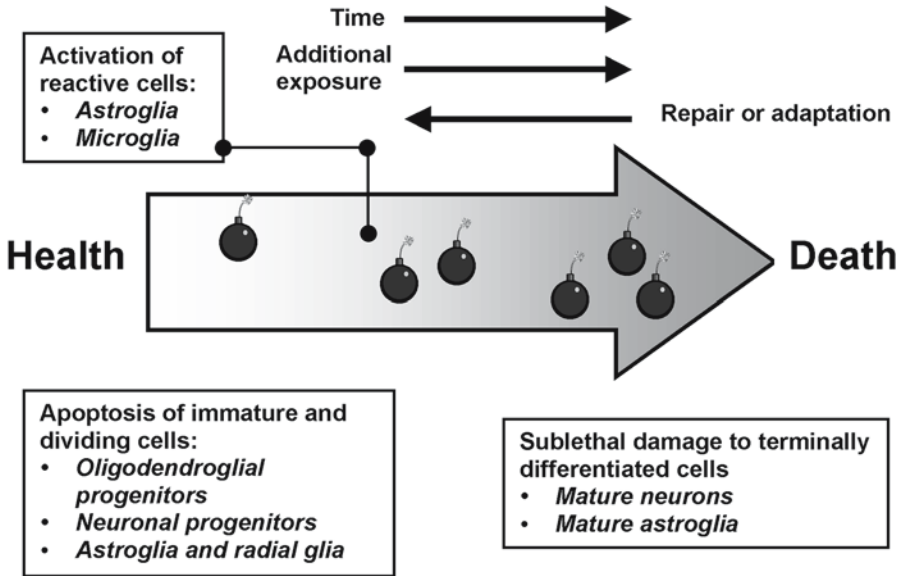 Time
Additional
exposure
Repair or adaptation
Activation of
reactive cells:
• Astroglia
• Microglia
Health
Death
Apoptosis of immature and
dividing cells:
• Oligodendroglial
progenitors
• Neuronal progenitors
• Astroglia and radial glia
Sublethal damage to terminally
differentiated cells
• Mature neurons
• Mature astroglia